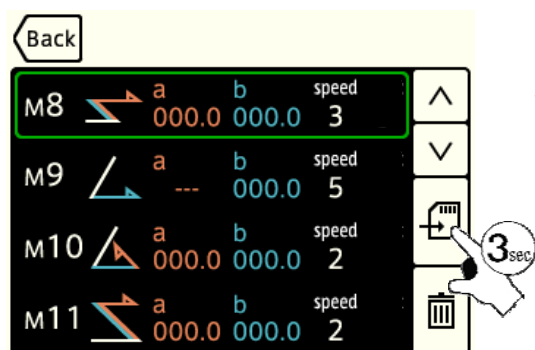 Back
M8 a b speed
000.0 000.0 3
M9 a b speed
--- 000.0 5
M10 a b speed
000.0 000.0 2
M11 a b speed
000.0 000.0 2
3sec